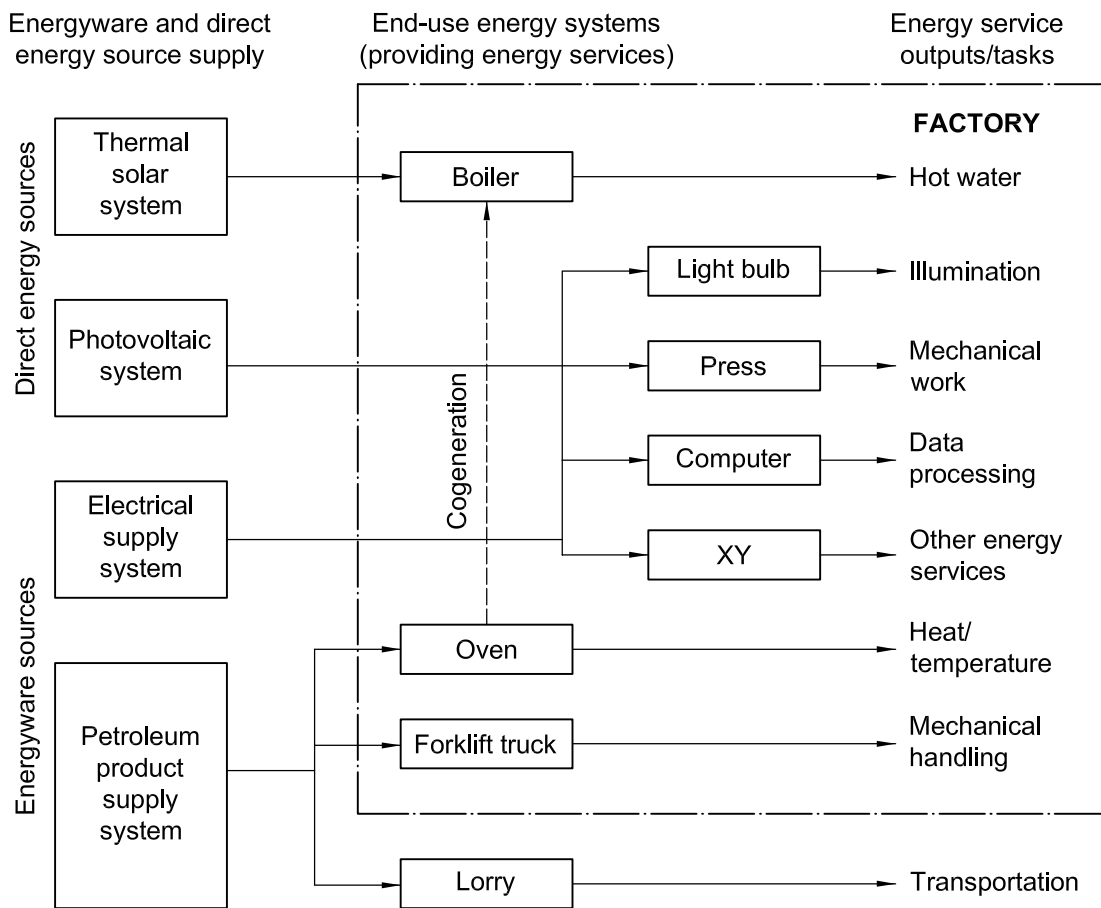 Energyware and direct
energy source supply
End-use energy systems
(providing energy services)
Energy service
outputs/tasks
FACTORY
Direct energy sources
Thermal
solar
system
Boiler
Hot water
Light bulb
Illumination
Photovoltaic
system
Press
Mechanical
work
Cogeneration
Computer
Data
processing
Energyware sources
Electrical
supply
system
XY
Other energy
services
Oven
Heat/
temperature
Petroleum
product
supply
system
Forklift truck
Mechanical
handling
Lorry
Transportation